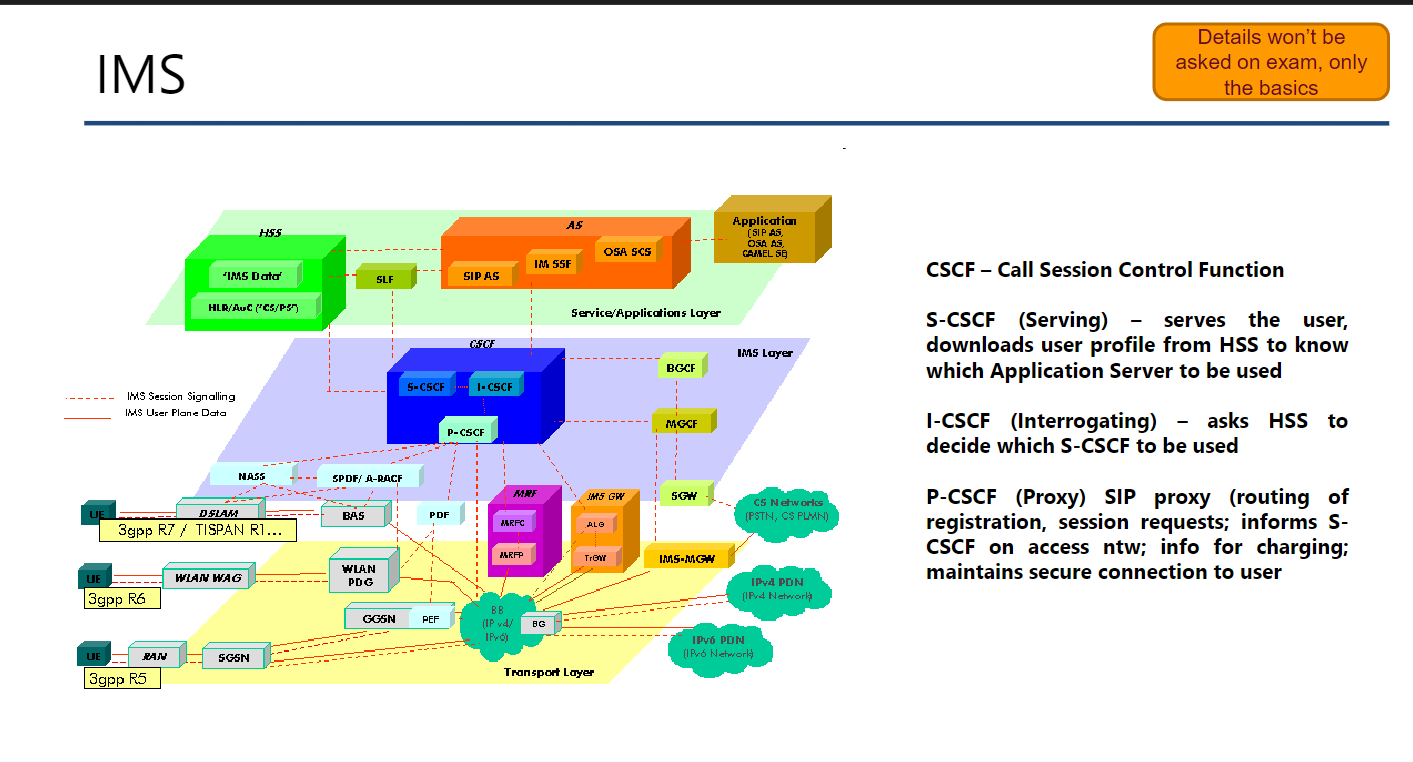 IMS
Details won't be
asked on exam, only
the basics
HSS
'IMS Data'
HLR/AuC ("CS/PS")
SLF
AS
SIP AS
IM SSF
OSA SCS
Application
(SIP AS,
OSA AS,
CAMEL SE)
Service/Applications Layer
CSCF
S-CSCF
I-CSCF
P-CSCF
IMS Layer
BGCF
MGCF
SGW
IMS Session Signalling
IMS User Plane Data
NASS
SPDF/ A-RACF
UE
DSLAM
BAS
PDF
3gpp R7 / TISPAN R1...
MRF
MRFC
MRFP
IMS GW
ALG
TrGW
IMS-MGW
CS Networks
(PSTN, CS PLMN)
UE
WLAN WAG
WLAN
PDG
3gpp R6
GGSN
PEF
BB
(IPv4/
IPv6)
BG
IPv4 PDN
(IPv4 Network)
IPv6 PDN
(IPv6 Network)
UE
RAN
SGSN
3gpp R5
Transport Layer
CSCF – Call Session Control Function
S-CSCF (Serving) – serves the user,
downloads user profile from HSS to know
which Application Server to be used
I-CSCF (Interrogating) – asks HSS to
decide which S-CSCF to be used
P-CSCF (Proxy) SIP proxy (routing of
registration, session requests; informs S-
CSCF on access ntw; info for charging;
maintains secure connection to user